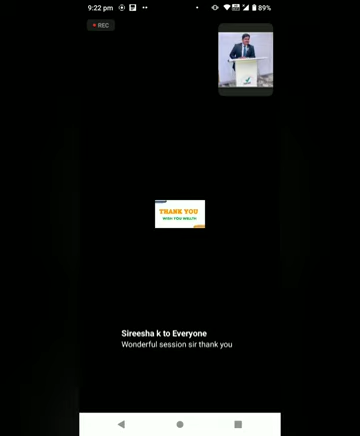 9:22 pm
89%
REC
THANK YOU
WISH YOU WEALTH
Sireesha k to Everyone
Wonderful session sir thank you